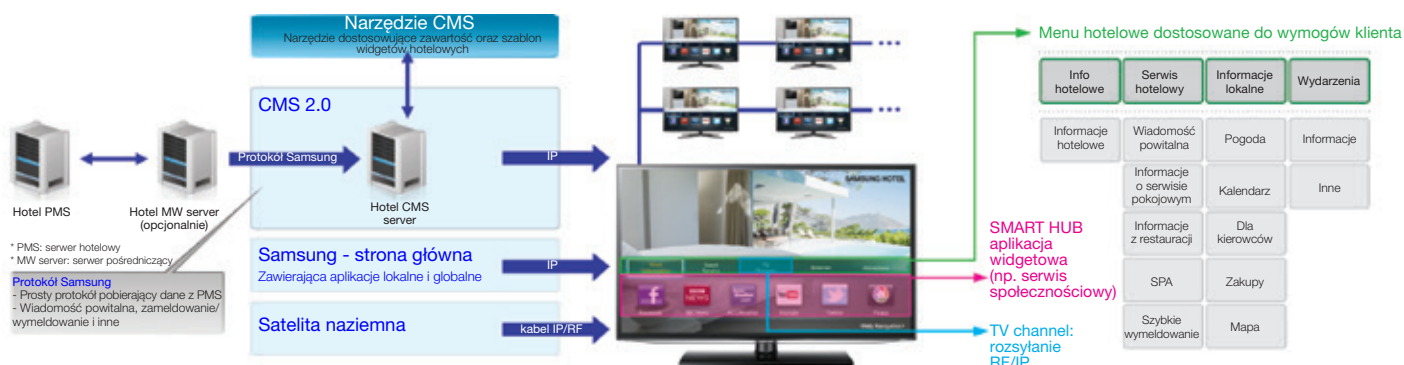 Narzędzie CMS
Narzędzie dostosowujące zawartość oraz szablon
widgetów hotelowych
CMS 2.0
Protokół Samsung
IP
Hotel PMS
Hotel MW server
(opcjonalnie)
Hotel CMS
server
* PMS: serwer hotelowy
* MW server: serwer pośredniczący
Protokół Samsung
- Prosty protokół pobierający dane z PMS
- Wiadomość powitalna, zameldowanie/
wymeldowanie i inne
Samsung - strona główna
Zawierająca aplikacje lokalne i globalne
IP
Satelita naziemna
kabel IP/RF
SAMSUNG HOTEL
NEWS
Menu hotelowe dostosowane do wymogów klienta
Info
hotelowe
Serwis
hotelowy
Informacje
lokalne
Wydarzenia
Informacje
hotelowe
Wiadomość
powitalna
Pogoda
Informacje
Informacje
o serwisie
pokojowym
Kalendarz
Inne
Informacje
z restauracji
Dla
kierowców
SPA
Zakupy
Szybkie
wymeldowanie
Mapa
SMART HUB
aplikacja
widgetowa
(np. serwis
społecznościowy)
TV channel:
rozsyłanie
RF/IP